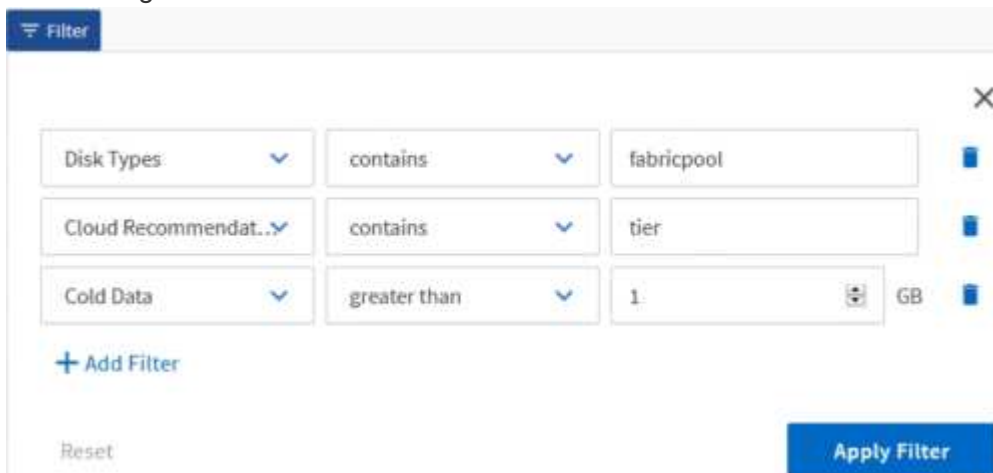 Filter
Disk Types contains fabricpool
Cloud Recommendat... contains tier
Cold Data greater than 1 GB
+ Add Filter
Reset Apply Filter